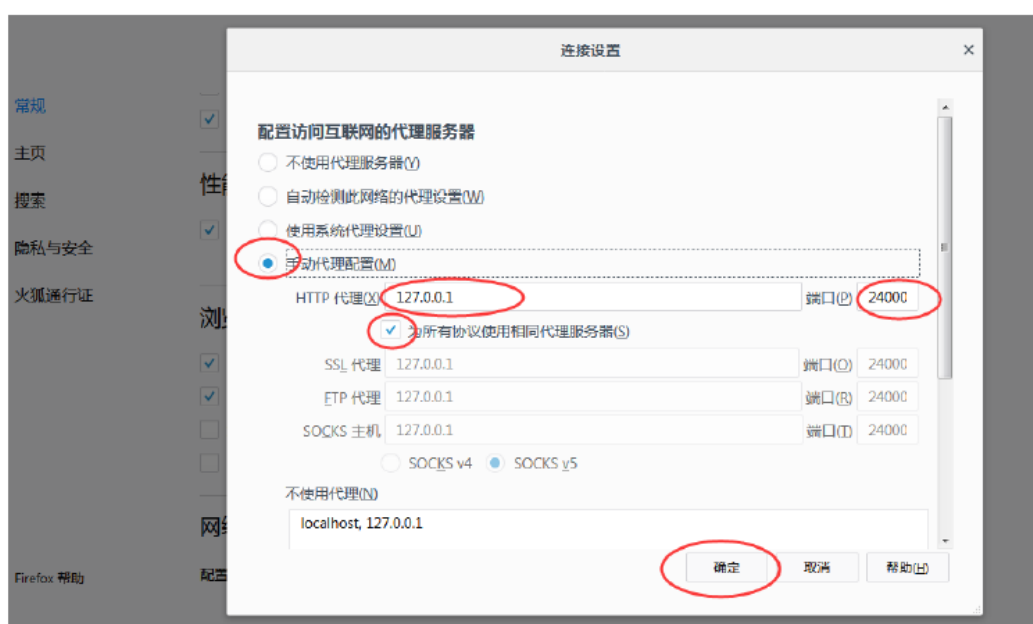 连接设置
×
常规
主页
搜索
隐私与安全
火狐通行证
Firefox 帮助
性
浏
网
配置
配置访问互联网的代理服务器
不使用代理服务器(Y)
自动检测此网络的代理设置(W)
使用系统代理设置(U)
手动代理配置(M)
HTTP 代理(X) 127.0.0.1 端口(P) 24000
为所有协议使用相同代理服务器(S)
SSL 代理 127.0.0.1 端口(O) 24000
FTP 代理 127.0.0.1 端口(R) 24000
SOCKS 主机 127.0.0.1 端口(T) 24000
SOCKS v4 SOCKS v5
不使用代理(N)
localhost, 127.0.0.1
确定 取消 帮助(H)